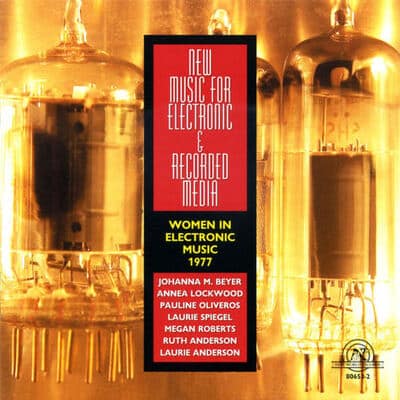 NEW
MUSIC FOR
ELECTRONIC
&
RECORDED
MEDIA
WOMEN IN
ELECTRONIC
MUSIC
1977
JOHANNA M. BEYER
ANNEA LOCKWOOD
PAULINE OLIVEROS
LAURIE SPIEGEL
MEGAN ROBERTS
RUTH ANDERSON
LAURIE ANDERSON
80653-2